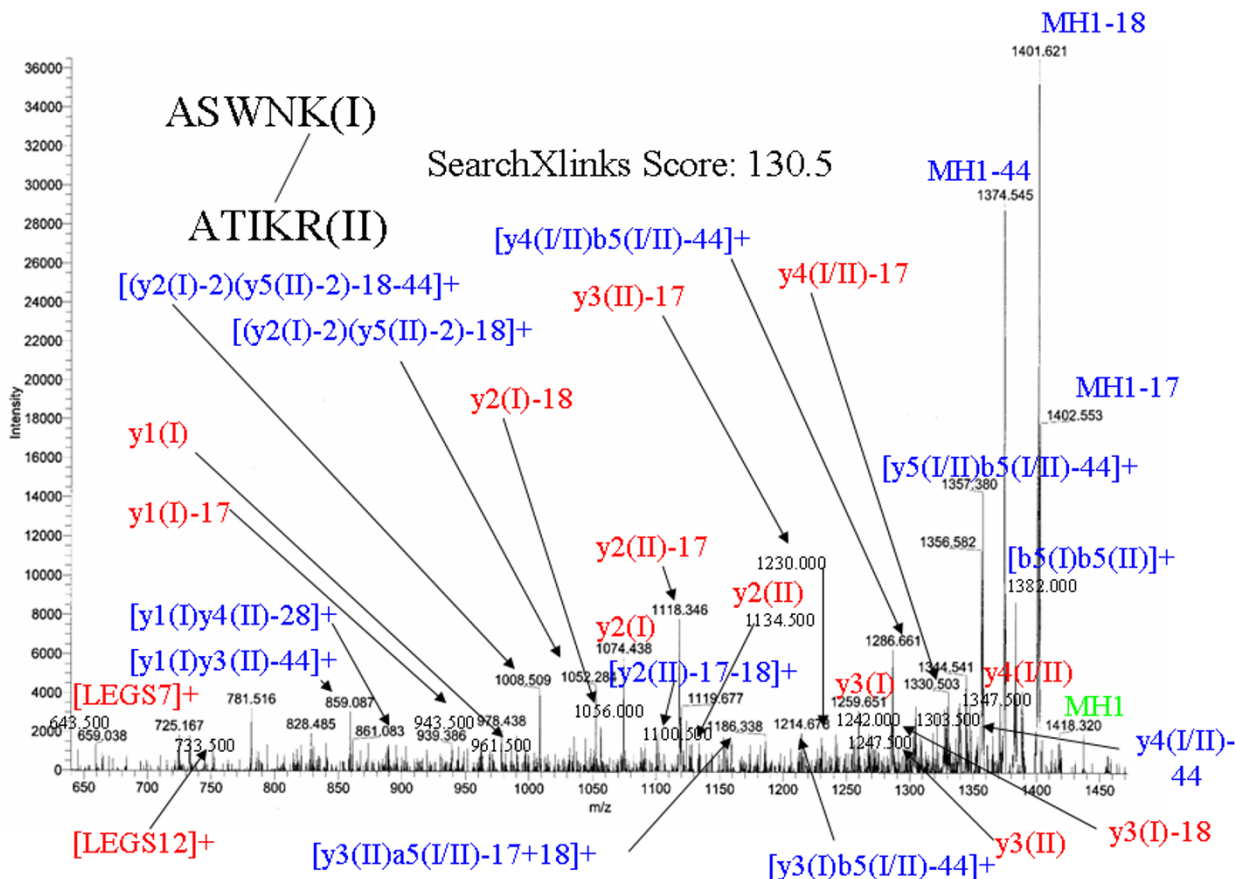 MH1-18
1401.621
36000
34000
32000
30000
28000
26000
24000
22000
20000
18000
16000
14000
12000
10000
8000
6000
4000
2000
0
Intensity
ASWNK(I)
ATIKR(II)
SearchXlinks Score: 130.5
MH1-44
1374.545
[y4(I/II)b5(I/II)-44]+
y4(I/II)-17
[(y2(I)-2)(y5(II)-2)-18-44]+
y3(II)-17
[(y2(I)-2)(y5(II)-2)-18]+
y2(I)-18
MH1-17
1402.553
y1(I)
[y5(I/II)b5(I/II)-44]+
1357.380
y1(I)-17
y2(II)-17
1230.000
1356.582
[b5(I)b5(II)]+
1382.000
[y1(I)y4(II)-28]+
1118.346
y2(II)
1134.500
y2(I)
1074.438
1286.661
[y1(I)y3(II)-44]+
[y2(II)-17-18]+
1008.509
1052.284
1344.541
[LEGS7]+
781.516
859.087
1119.677
y3(I)
1259.651
1330.503
y4(I/II)
1347.500
MH1
643.500
659.038
725.167
733.500
828.485
861.083
943.500
939.386
978.438
961.500
1056.000
1100.500
1186.338
1242.000
1247.500
1303.500
1418.320
y4(I/II)-
44
650
700
750
800
850
900
950
1000
1050
1100
1150
1200
1250
1300
1350
1400
1450
m/z
[LEGS12]+
[y3(II)a5(I/II)-17+18]+
[y3(I)b5(I/II)-44]+
y3(II)
y3(I)-18